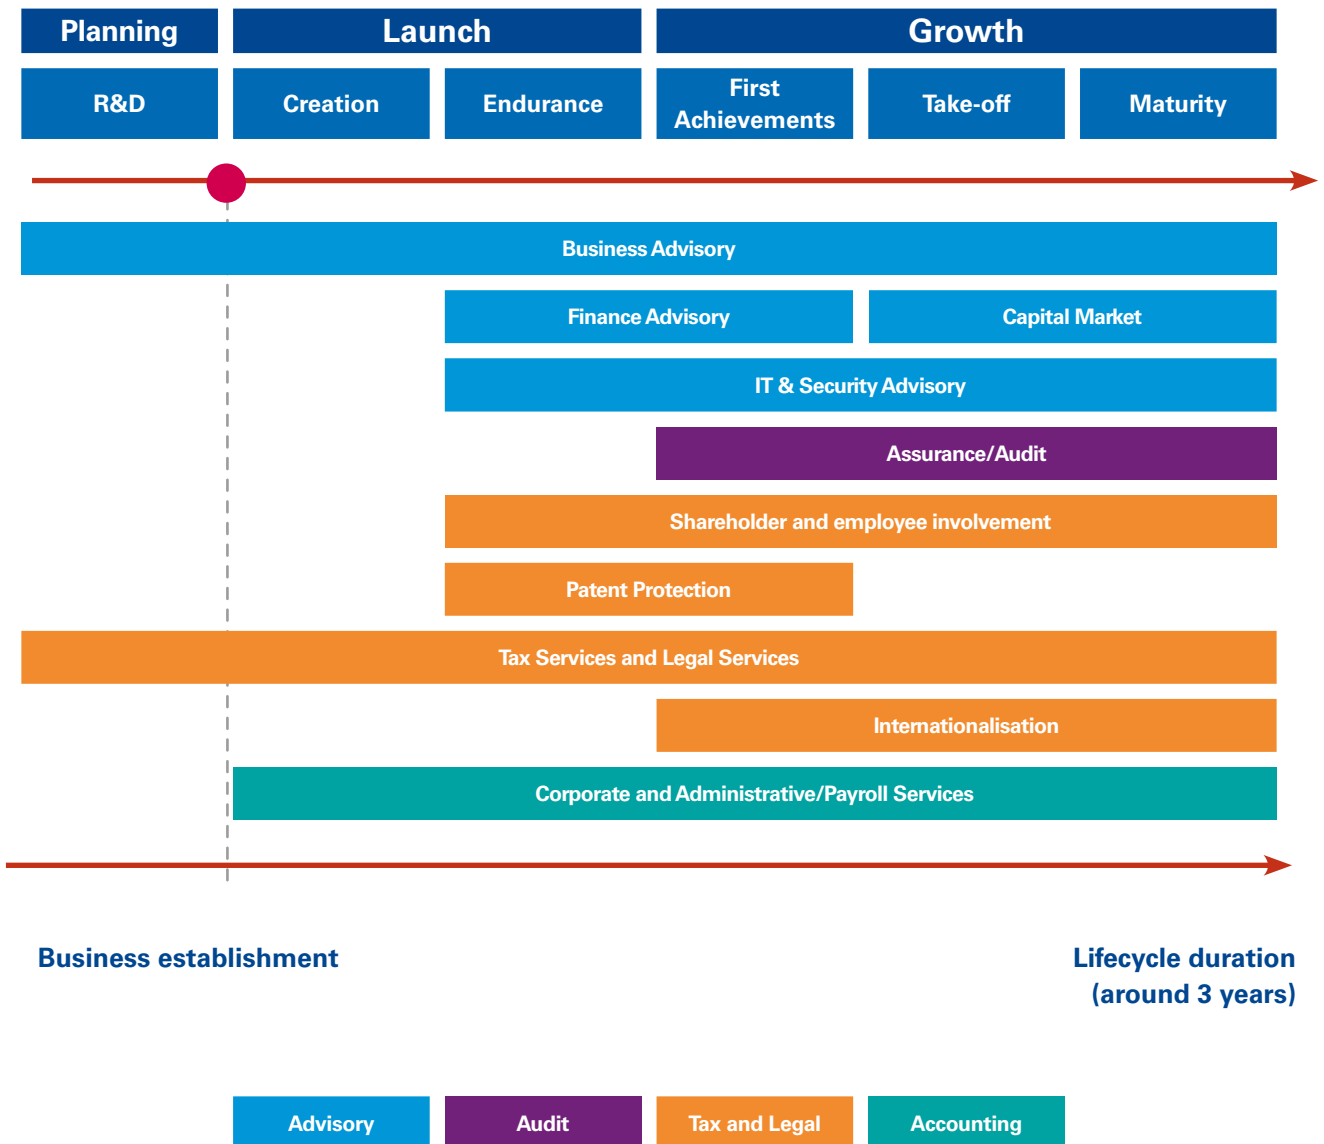 Planning
Launch
Growth
R&D
Creation
Endurance
First
Achievements
Take-off
Maturity
Business Advisory
Finance Advisory
Capital Market
IT & Security Advisory
Assurance/Audit
Shareholder and employee involvement
Patent Protection
Tax Services and Legal Services
Internationalisation
Corporate and Administrative/Payroll Services
Business establishment
Lifecycle duration
(around 3 years)
Advisory
Audit
Tax and Legal
Accounting